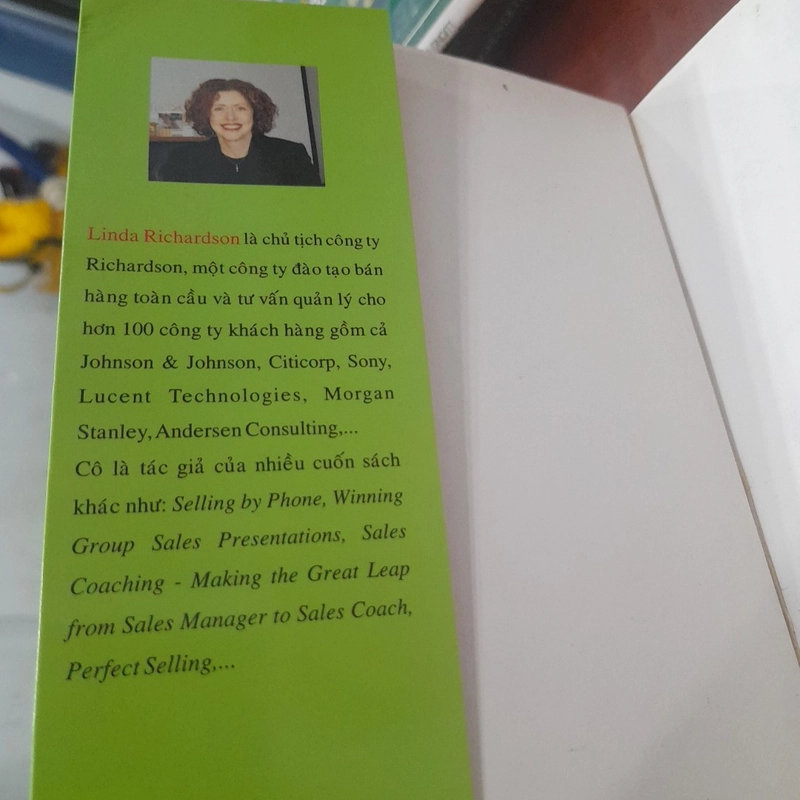 Linda Richardson là chủ tịch công ty
Richardson, một công ty đào tạo bán
hàng toàn cầu và tư vấn quản lý cho
hơn 100 công ty khách hàng gồm cả
Johnson & Johnson, Citicorp, Sony,
Lucent Technologies, Morgan
Stanley, Andersen Consulting,...
Cô là tác giả của nhiều cuốn sách
khác như: Selling by Phone, Winning
Group Sales Presentations, Sales
Coaching - Making the Great Leap
from Sales Manager to Sales Coach,
Perfect Selling,...